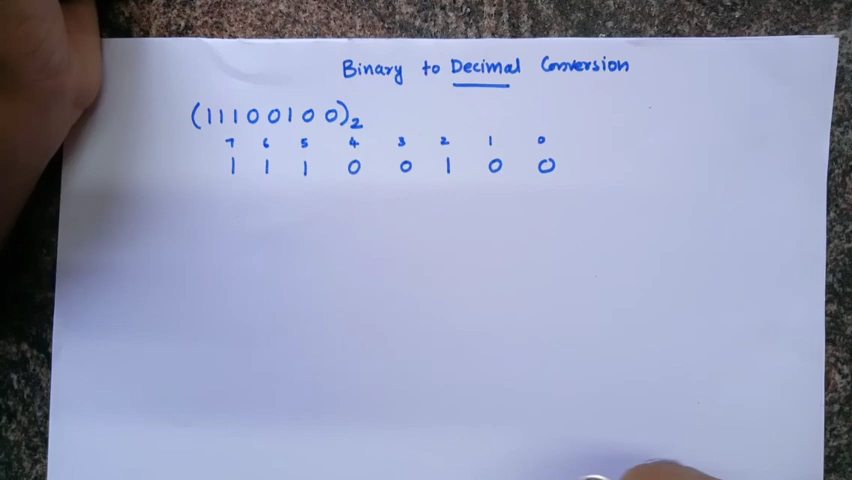 Binary to Decimal Conversion
(11100100)2
7 6 5 4 3 2 1 0
1 1 1 0 0 1 0 0